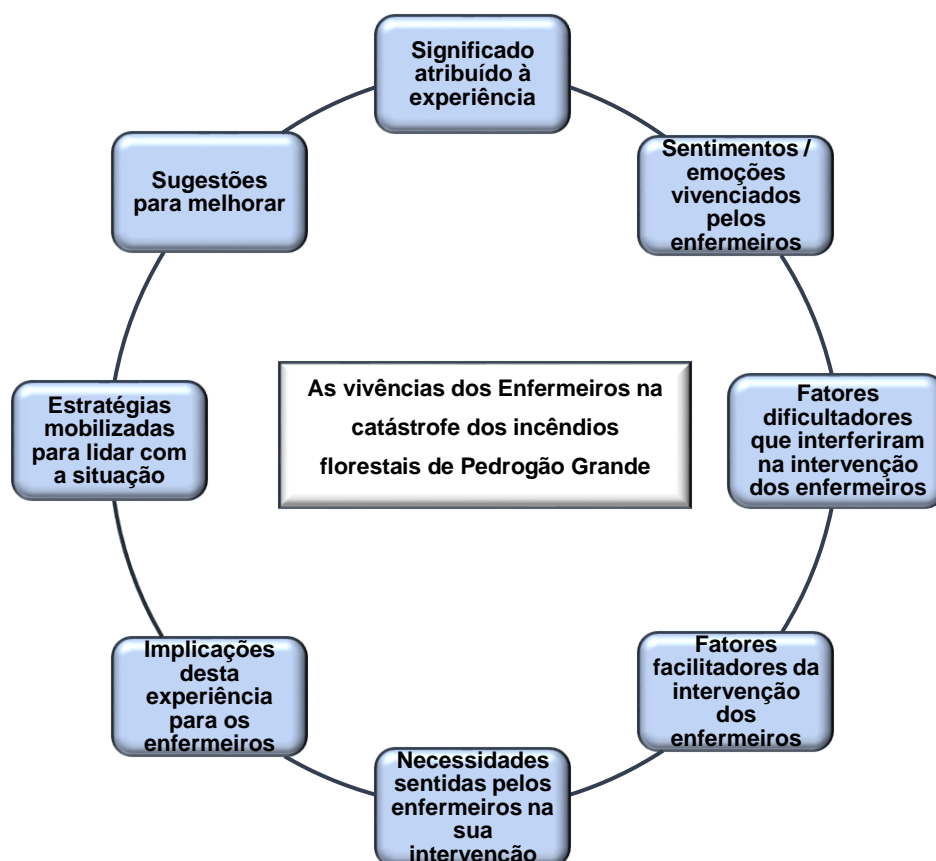 Significado
atribuído à
experiência
Sentimentos /
emoções
vivenciados
pelos
enfermeiros
Fatores
dificultadores
que interferiram
na intervenção
dos enfermeiros
Fatores
facilitadores da
intervenção
dos
enfermeiros
Necessidades
sentidas pelos
enfermeiros na
sua
intervenção
Implicações
desta
experiência
para os
enfermeiros
Estratégias
mobilizadas
para lidar com
a situação
Sugestões
para melhorar
As vivências dos Enfermeiros na
catástrofe dos incêndios
florestais de Pedrogão Grande